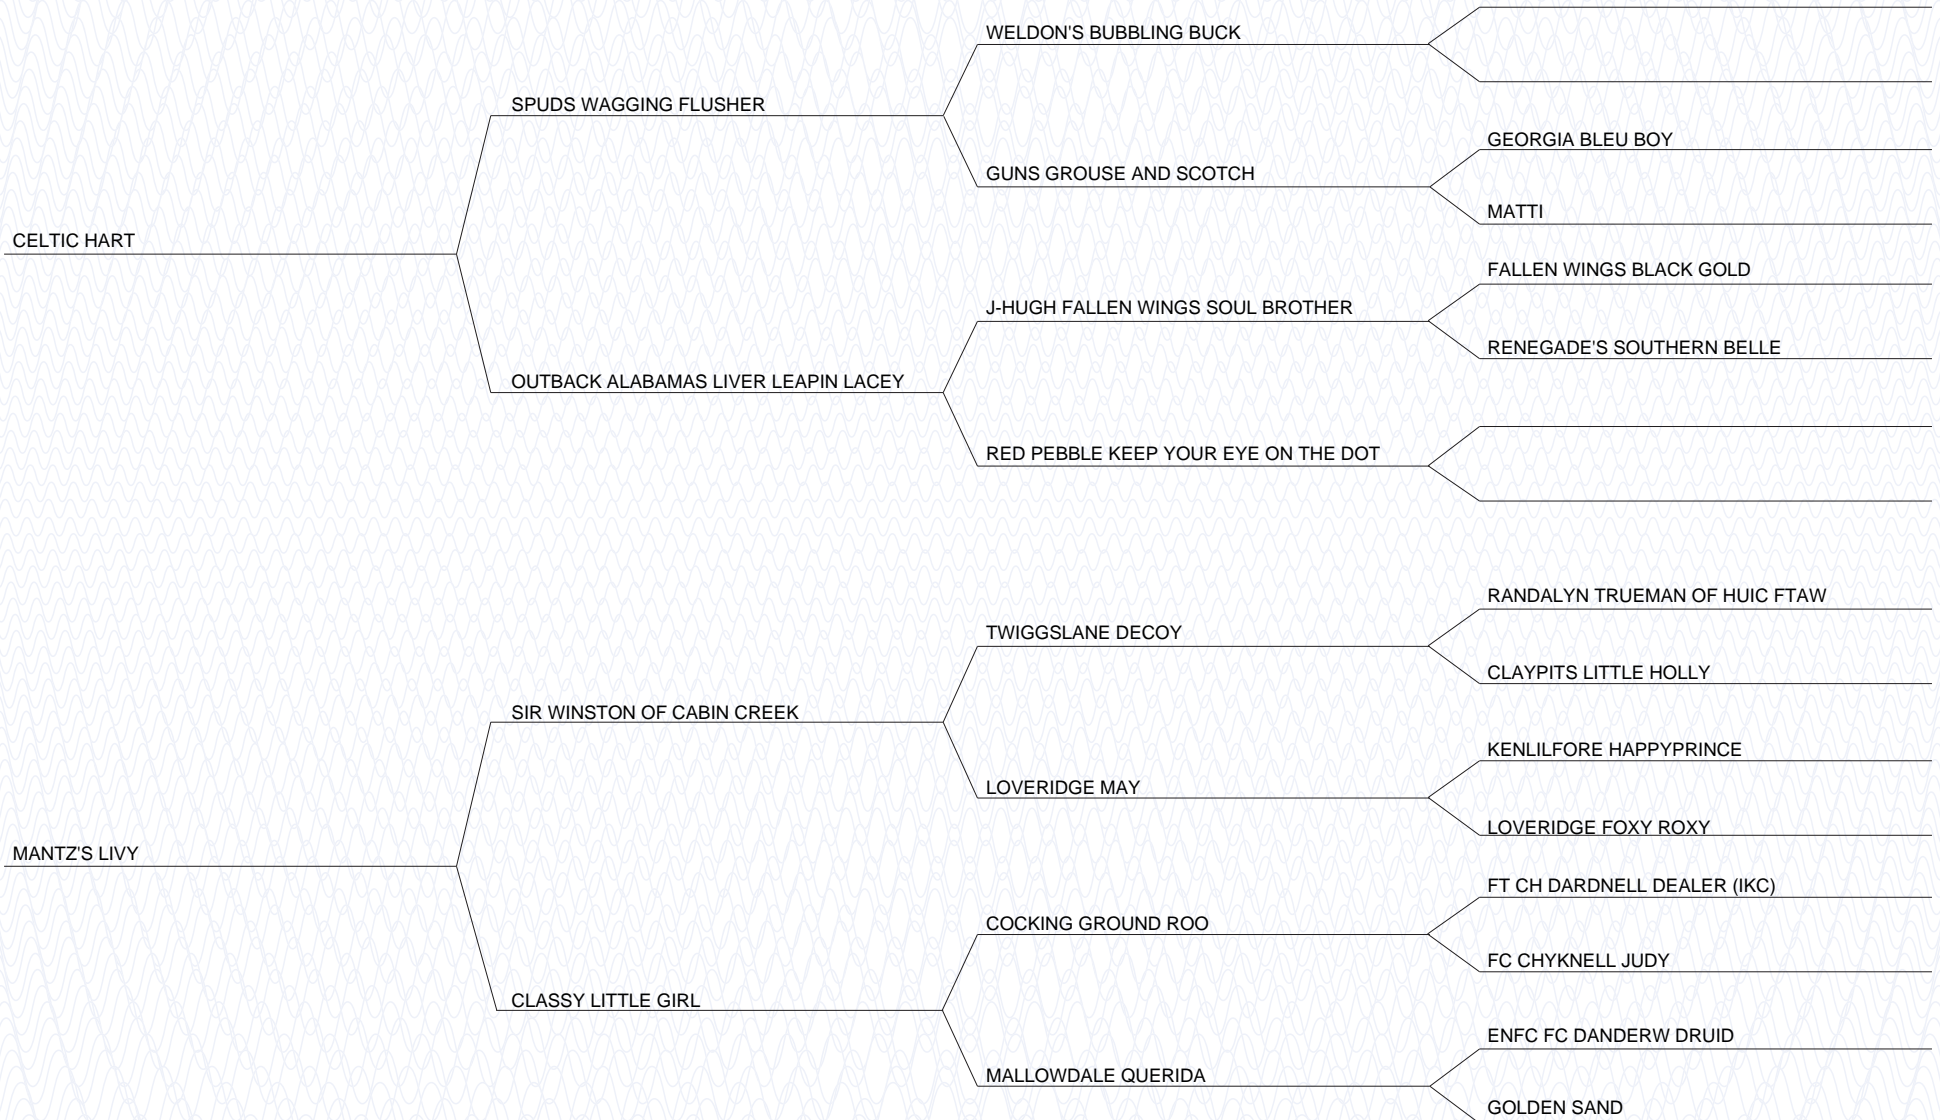 WELDON'S BUBBLING BUCK
SPUDS WAGGING FLUSHER
GEORGIA BLEU BOY
GUNS GROUSE AND SCOTCH
MATTI
CELTIC HART
FALLEN WINGS BLACK GOLD
J-HUGH FALLEN WINGS SOUL BROTHER
RENEGADE'S SOUTHERN BELLE
OUTBACK ALABAMAS LIVER LEAPIN LACEY
RED PEBBLE KEEP YOUR EYE ON THE DOT
RANDALYN TRUEMAN OF HUIC FTAW
TWIGGSLANE DECOY
CLAYPITS LITTLE HOLLY
SIR WINSTON OF CABIN CREEK
KENLILFORE HAPPYPRINCE
LOVERIDGE MAY
LOVERIDGE FOXY ROXY
MANTZ'S LIVY
FT CH DARDNELL DEALER (IKC)
COCKING GROUND ROO
FC CHYKNELL JUDY
CLASSY LITTLE GIRL
ENFC FC DANDERW DRUID
MALLOWDALE QUERIDA
GOLDEN SAND